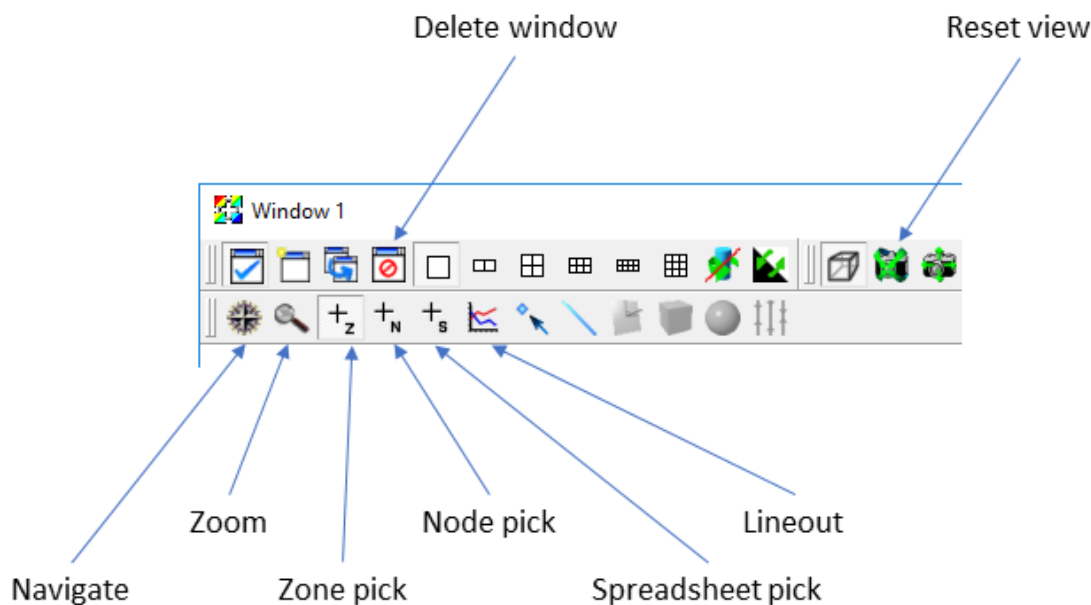 Delete window
Reset view
Window 1
+Z
+N
+S
Zoom
Node pick
Lineout
Navigate
Zone pick
Spreadsheet pick